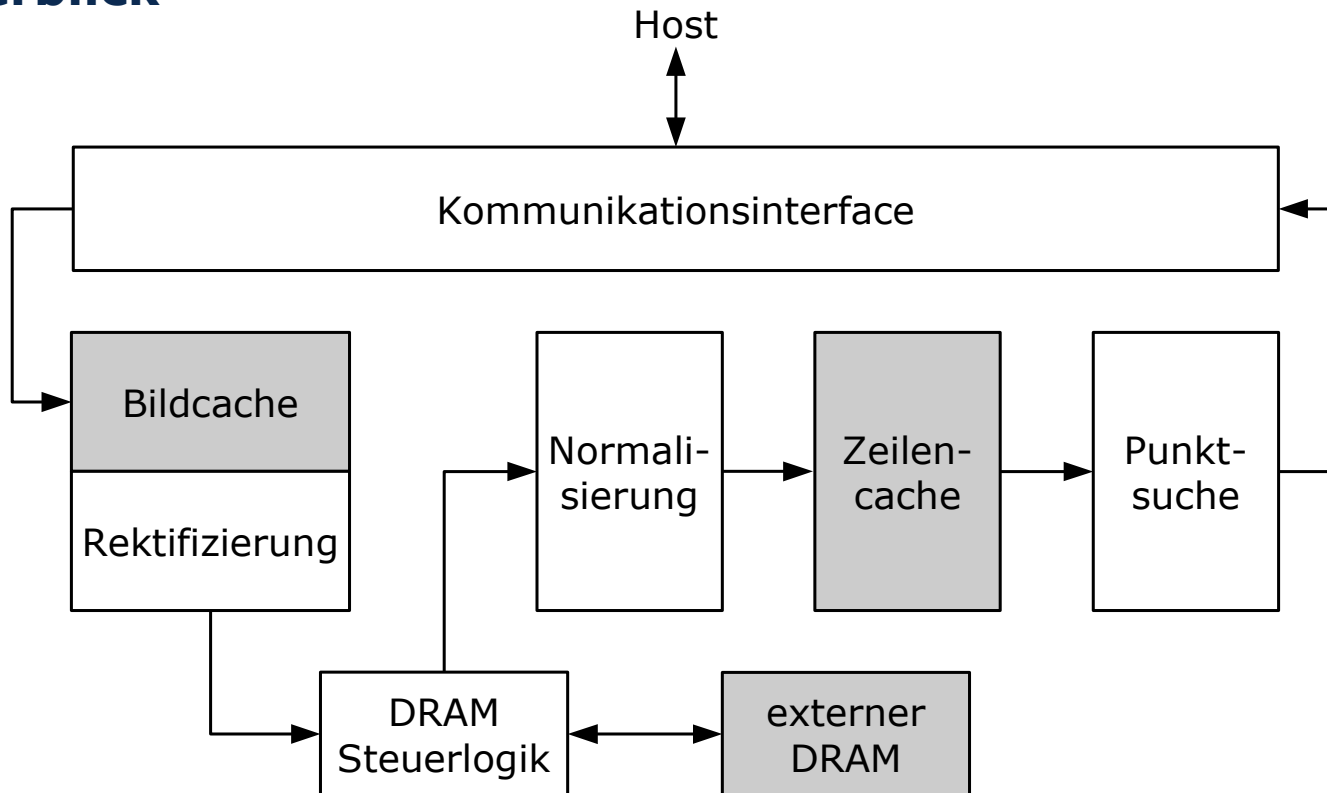 Host
Kommunikationsinterface
Bildcache
Rektifizierung
Normali-
sierung
Zeilen-
cache
Punkt-
suche
DRAM
Steuerlogik
externer
DRAM